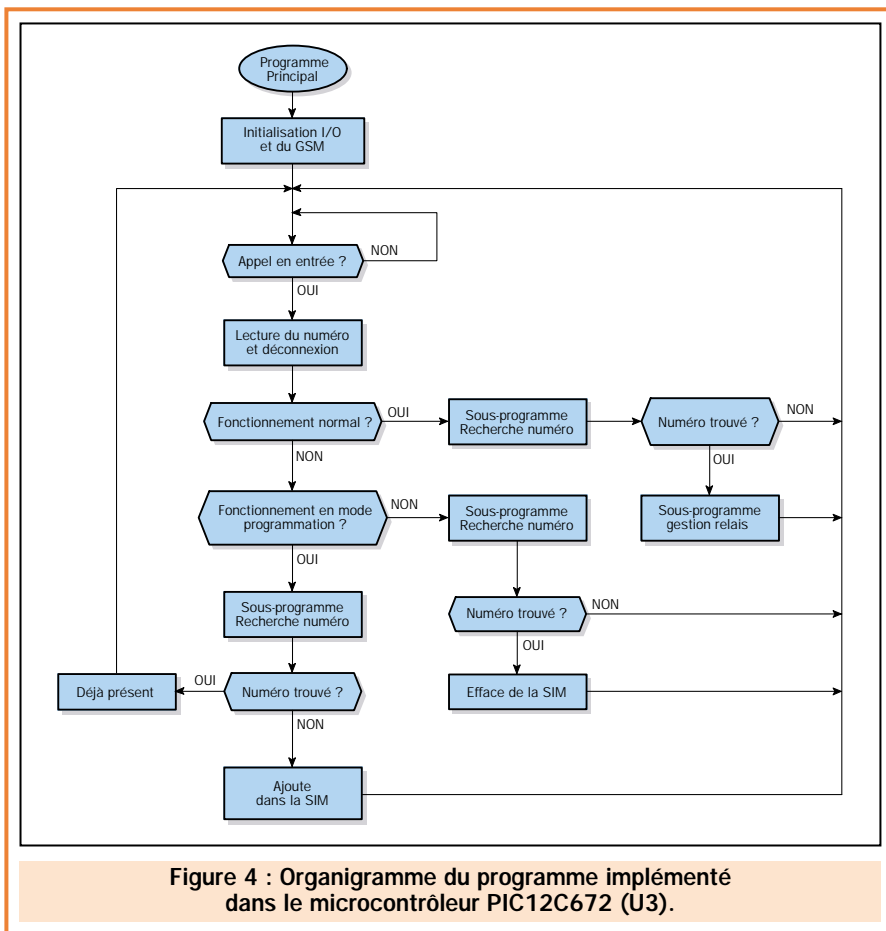 Programme
Principal
Initialisation I/O
et du GSM
Appel en entrée ?
NON
OUI
Lecture du numéro
et déconnexion
Fonctionnement normal ?
OUI
Sous-programme
Recherche numéro
Numéro trouvé ?
NON
NON
OUI
Fonctionnement en mode
programmation ?
NON
Sous-programme
Recherche numéro
Sous-programme
gestion relais
OUI
Sous-programme
Recherche numéro
Numéro trouvé ?
NON
OUI
Déjà présent
OUI
Numéro trouvé ?
Efface de la SIM
NON
Ajoute
dans la SIM
Figure 4 : Organigramme du programme implémenté
dans le microcontrôleur PIC12C672 (U3).